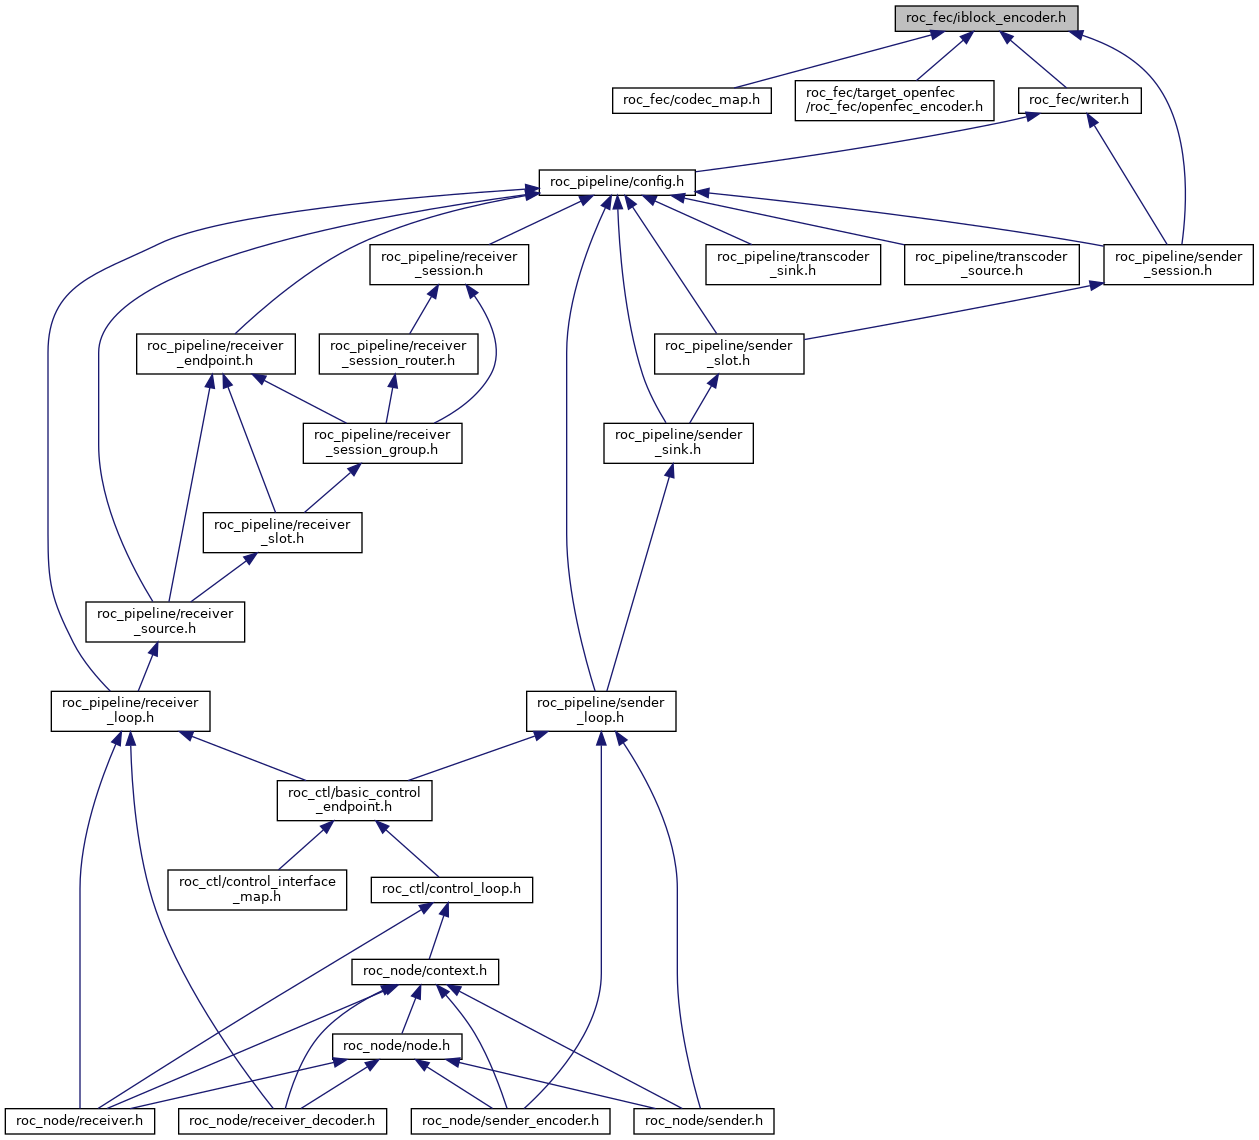 roc_fec/iblock_encoder.h
roc_fec/codec_map.h
roc_fec/target_openfec
/roc_fec/openfec_encoder.h
roc_fec/writer.h
roc_pipeline/config.h
roc_pipeline/receiver
_session.h
roc_pipeline/transcoder
_sink.h
roc_pipeline/transcoder
_source.h
roc_pipeline/sender
_session.h
roc_pipeline/receiver
_endpoint.h
roc_pipeline/receiver
_session_router.h
roc_pipeline/sender
_slot.h
roc_pipeline/receiver
_session_group.h
roc_pipeline/sender
_sink.h
roc_pipeline/receiver
_slot.h
roc_pipeline/receiver
_source.h
roc_pipeline/receiver
_loop.h
roc_pipeline/sender
_loop.h
roc_ctl/basic_control
_endpoint.h
roc_ctl/control_interface
_map.h
roc_ctl/control_loop.h
roc_node/context.h
roc_node/node.h
roc_node/receiver.h
roc_node/receiver_decoder.h
roc_node/sender_encoder.h
roc_node/sender.h